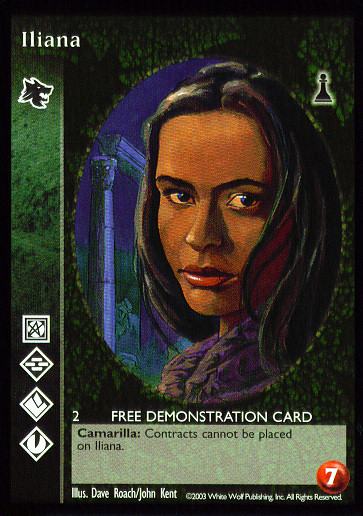 Iliana
2 FREE DEMONSTRATION CARD
Camarilla: Contracts cannot be placed
on Iliana.
7
Illus. Dave Roach/John Kent ©2003 White Wolf Publishing, Inc. All Rights Reserved.